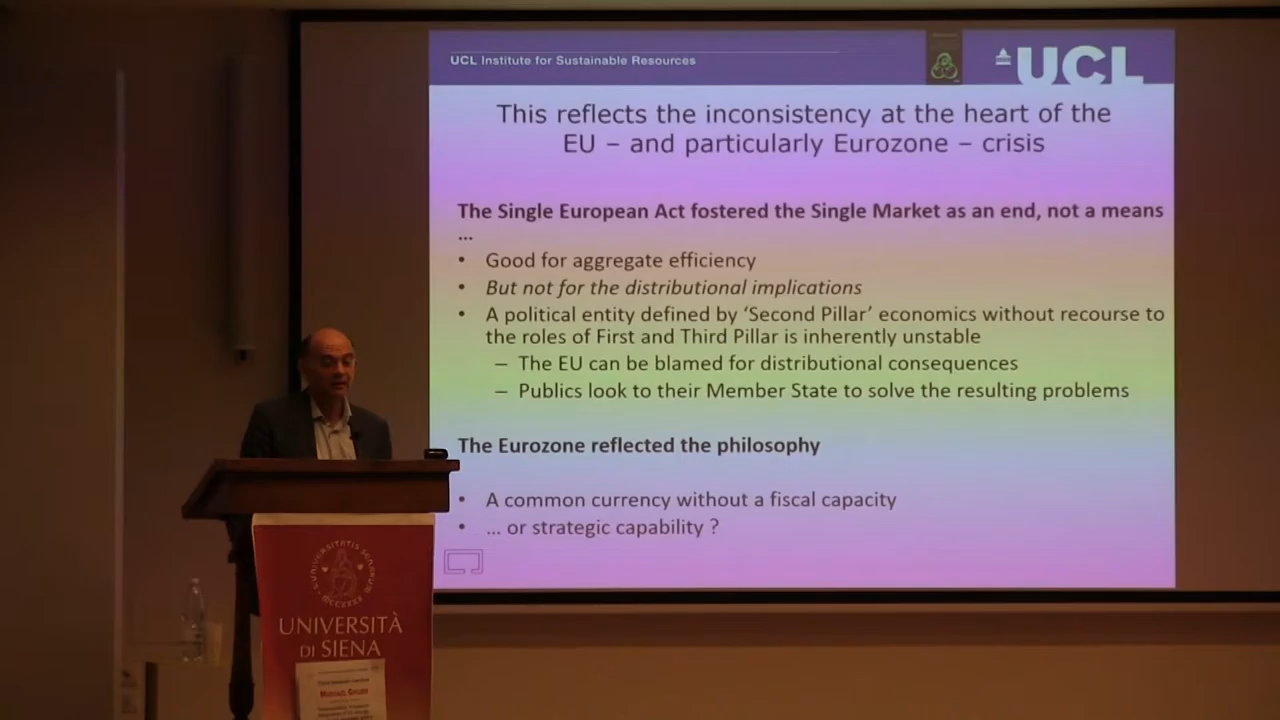 UCL Institute for Sustainable Resources
UCL
This reflects the inconsistency at the heart of the
EU – and particularly Eurozone – crisis
The Single European Act fostered the Single Market as an end, not a means
...
• Good for aggregate efficiency
• But not for the distributional implications
• A political entity defined by ‘Second Pillar’ economics without recourse to
the roles of First and Third Pillar is inherently unstable
– The EU can be blamed for distributional consequences
– Publics look to their Member State to solve the resulting problems
The Eurozone reflected the philosophy
• A common currency without a fiscal capacity
• ... or strategic capability ?
UNIVERSITÀ
DI SIENA